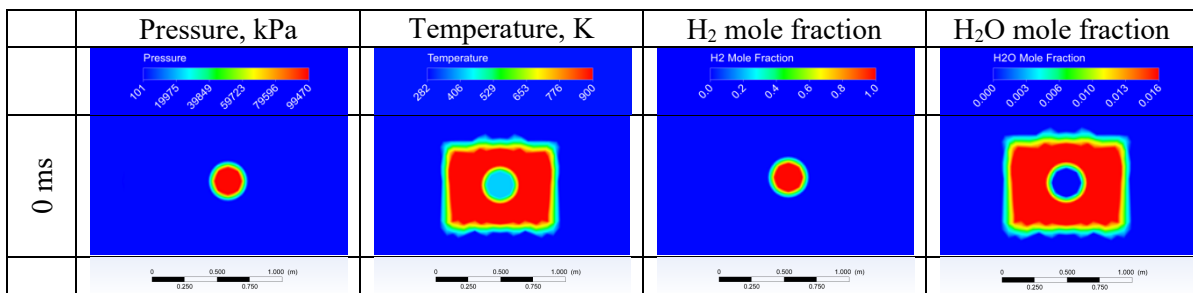 Pressure, kPa
Temperature, K
H₂ mole fraction
H₂O mole fraction
Pressure
101 19975 39849 59723 79596 99470
Temperature
282 406 529 653 776 900
H2 Mole Fraction
0.0 0.2 0.4 0.6 0.8 1.0
H2O Mole Fraction
0.000 0.003 0.006 0.010 0.013 0.016
0 ms
0 0.500 1.000 (m)
0.250 0.750
0 0.500 1.000 (m)
0.250 0.750
0 0.500 1.000 (m)
0.250 0.750
0 0.500 1.000 (m)
0.250 0.750